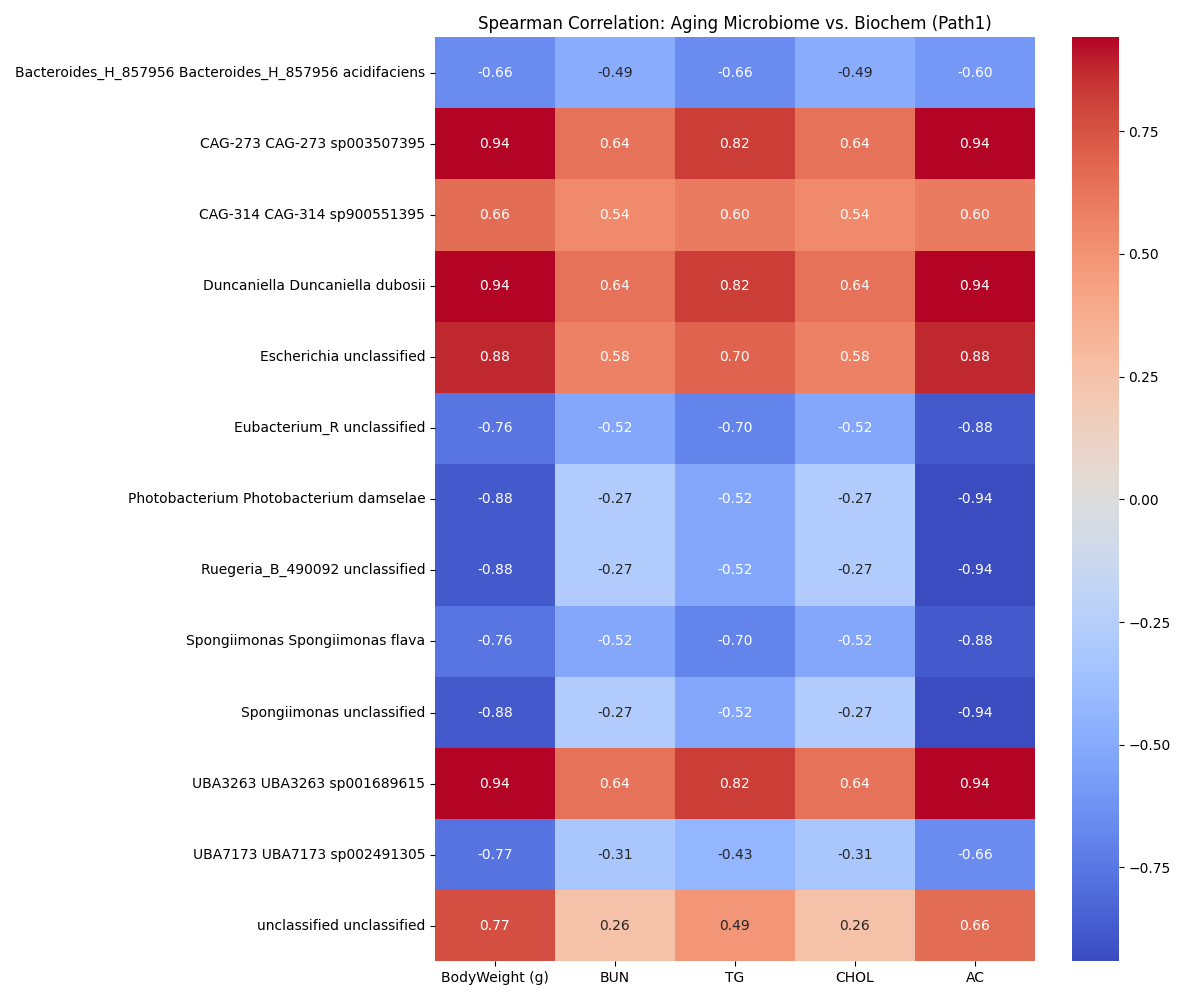 Spearman Correlation: Aging Microbiome vs. Biochem (Path1)
Bacteroides_H_857956 Bacteroides_H_857956 acidifaciens -0.66 -0.49 -0.66 -0.49 -0.60
CAG-273 CAG-273 sp003507395 0.94 0.64 0.82 0.64 0.94
CAG-314 CAG-314 sp900551395 0.66 0.54 0.60 0.54 0.60
Duncaniella Duncaniella dubosii 0.94 0.64 0.82 0.64 0.94
Escherichia unclassified 0.88 0.58 0.70 0.58 0.88
Eubacterium_R unclassified -0.76 -0.52 -0.70 -0.52 -0.88
Photobacterium Photobacterium damselae -0.88 -0.27 -0.52 -0.27 -0.94
Ruegeria_B_490092 unclassified -0.88 -0.27 -0.52 -0.27 -0.94
Spongiimonas Spongiimonas flava -0.76 -0.52 -0.70 -0.52 -0.88
Spongiimonas unclassified -0.88 -0.27 -0.52 -0.27 -0.94
UBA3263 UBA3263 sp001689615 0.94 0.64 0.82 0.64 0.94
UBA7173 UBA7173 sp002491305 -0.77 -0.31 -0.43 -0.31 -0.66
unclassified unclassified 0.77 0.26 0.49 0.26 0.66
BodyWeight (g) BUN TG CHOL AC
0.75
0.50
0.25
0.00
−0.25
−0.50
−0.75